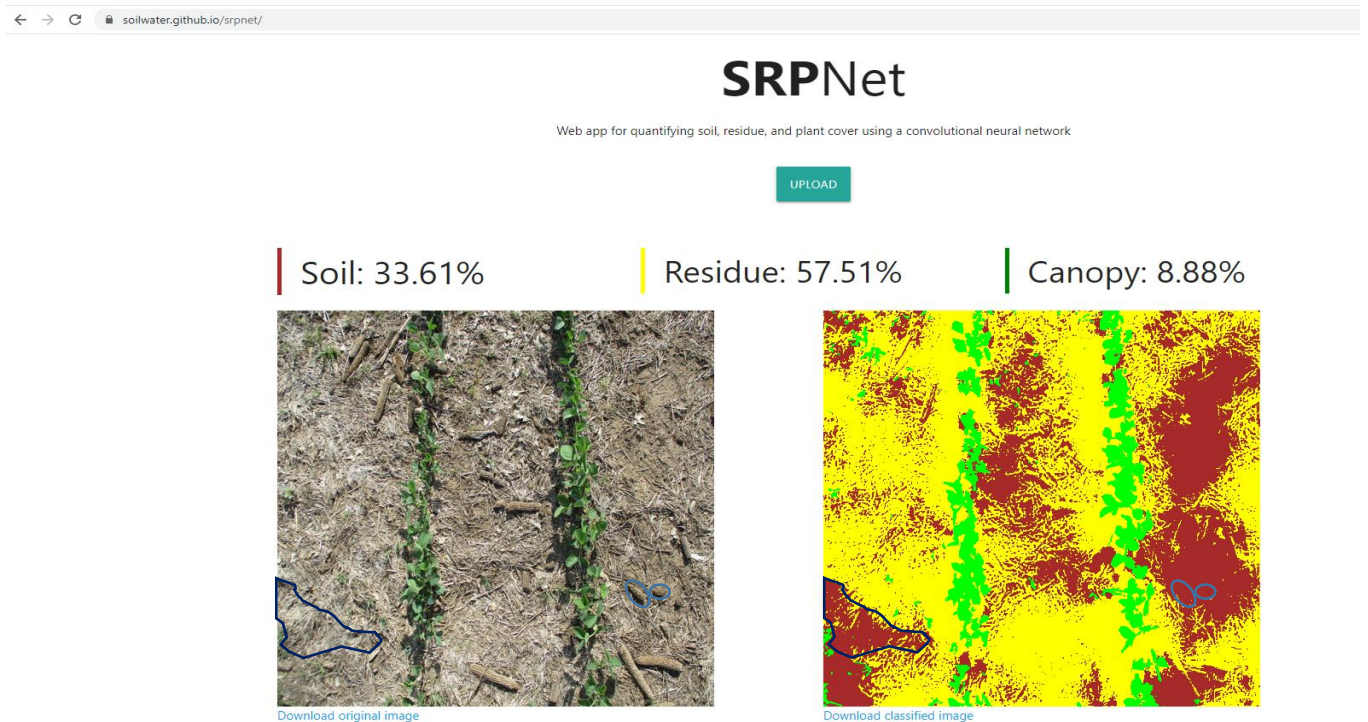 soilwater.github.io/srpnet/
SRPNet
Web app for quantifying soil, residue, and plant cover using a convolutional neural network
UPLOAD
Soil: 33.61%
Residue: 57.51%
Canopy: 8.88%
Download original image
Download classified image